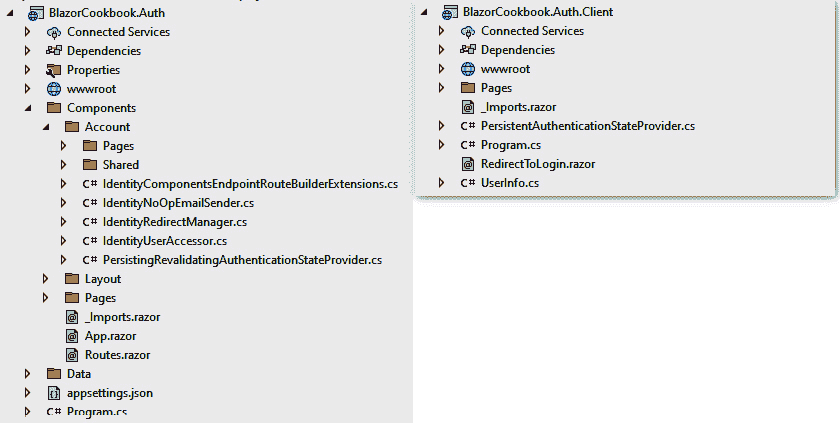 BlazorCookbook.Auth
Connected Services
Dependencies
Properties
wwwroot
Components
Account
Pages
Shared
C# IdentityComponentsEndpointRouteBuilderExtensions.cs
C# IdentityNoOpEmailSender.cs
C# IdentityRedirectManager.cs
C# IdentityUserAccessor.cs
C# PersistingRevalidatingAuthenticationStateProvider.cs
Layout
Pages
_Imports.razor
App.razor
Routes.razor
Data
appsettings.json
C# Program.cs
BlazorCookbook.Auth.Client
Connected Services
Dependencies
wwwroot
Pages
_Imports.razor
C# PersistentAuthenticationStateProvider.cs
C# Program.cs
RedirectToLogin.razor
C# UserInfo.cs